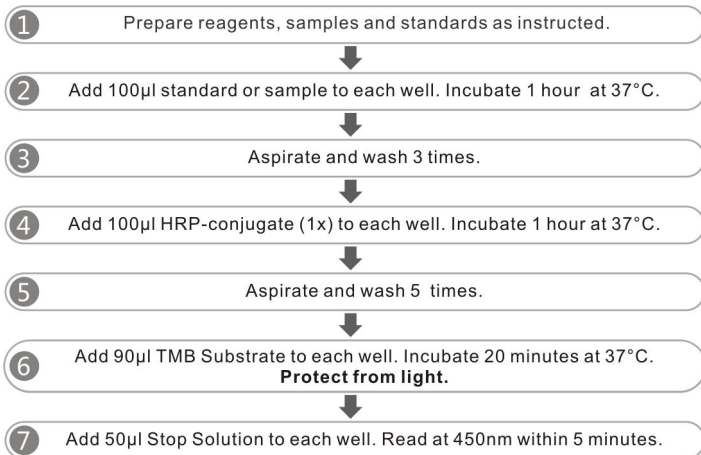 1 Prepare reagents, samples and standards as instructed.
2 Add 100µl standard or sample to each well. Incubate 1 hour at 37°C.
3 Aspirate and wash 3 times.
4 Add 100µl HRP-conjugate (1x) to each well. Incubate 1 hour at 37°C.
5 Aspirate and wash 5 times.
6 Add 90µl TMB Substrate to each well. Incubate 20 minutes at 37°C.
Protect from light.
7 Add 50µl Stop Solution to each well. Read at 450nm within 5 minutes.